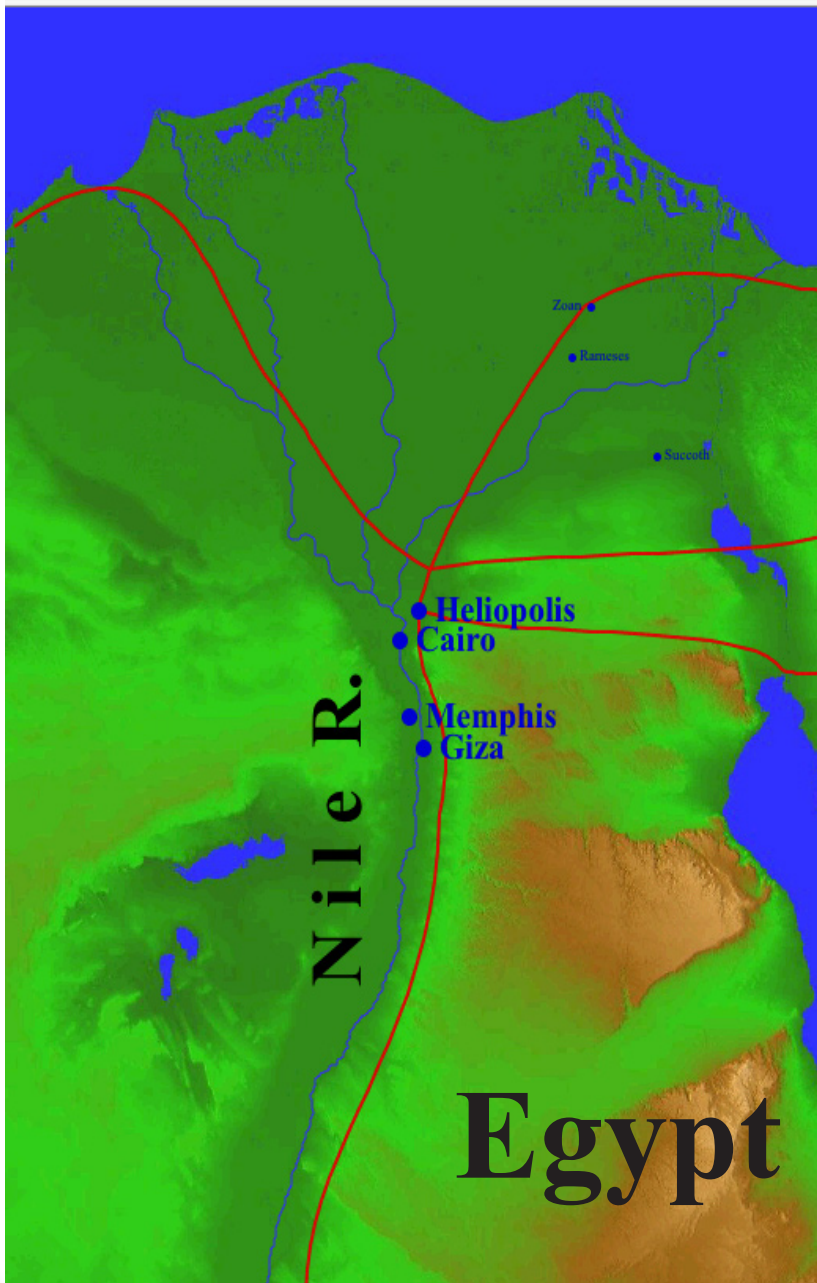 Zoan
Rameses
Succoth
Heliopolis
Cairo
Memphis
Giza
Nile R.
Egypt